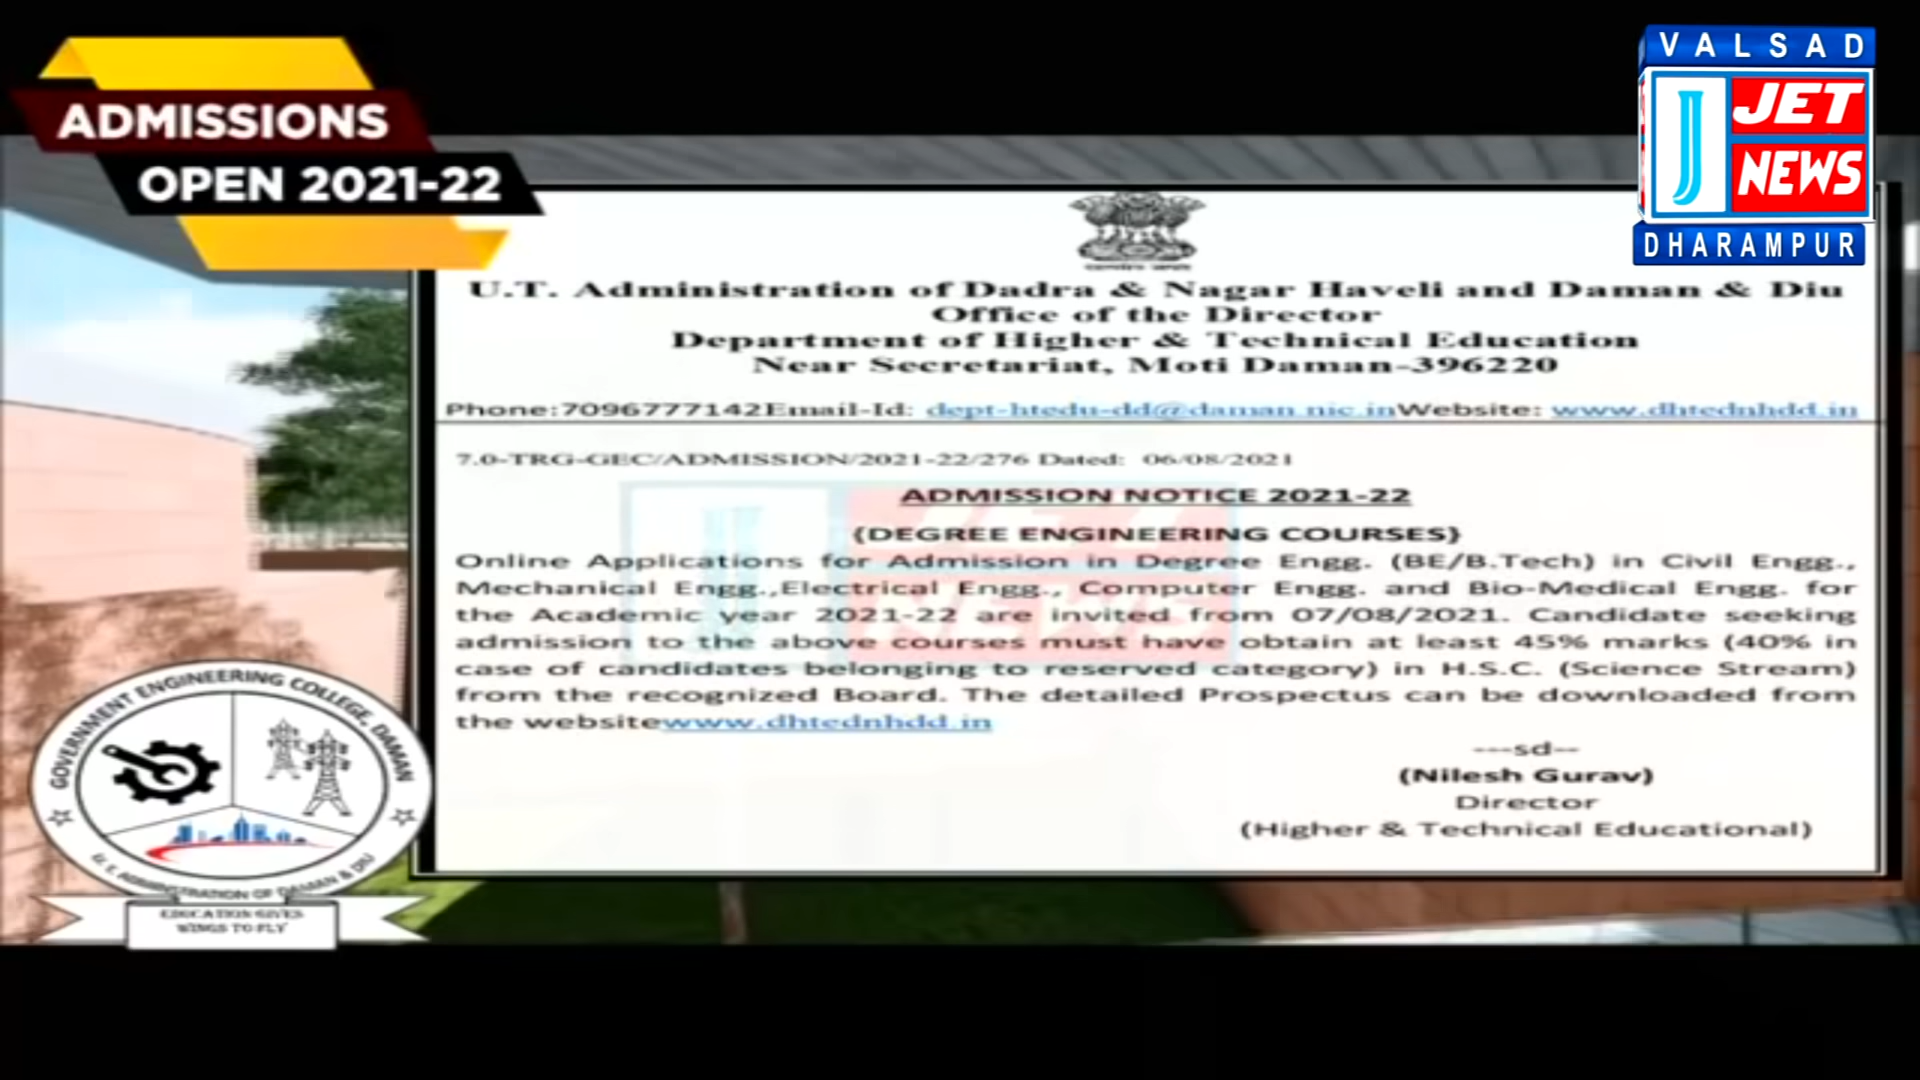 ADMISSIONS
OPEN 2021-22
VALSAD
J JET
NEWS
DHARAMPUR
U.T. Administration of Dadra & Nagar Haveli and Daman & Diu
Office of the Director
Department of Higher & Technical Education
Near Secretariat, Moti Daman-396220
Phone:7096777142Email-Id: dept-htedu-dd@daman.nic.inWebsite: www.dhtednhdd.in
7.0-TRG-GEC/ADMISSION/2021-22/276 Dated: 06/08/2021
ADMISSION NOTICE 2021-22
(DEGREE ENGINEERING COURSES)
Online Applications for Admission in Degree Engg. (BE/B.Tech) in Civil Engg.,
Mechanical Engg.,Electrical Engg., Computer Engg. and Bio-Medical Engg. for
the Academic year 2021-22 are invited from 07/08/2021. Candidate seeking
admission to the above courses must have obtain at least 45% marks (40% in
case of candidates belonging to reserved category) in H.S.C. (Science Stream)
from the recognized Board. The detailed Prospectus can be downloaded from
the websitewww.dhtednhdd.in
---sd--
(Nilesh Gurav)
Director
(Higher & Technical Educational)
GOVERNMENT ENGINEERING COLLEGE, DAMAN
U. T. ADMINISTRATION OF DAMAN & DIU
EDUCATION GIVES
WINGS TO FLY